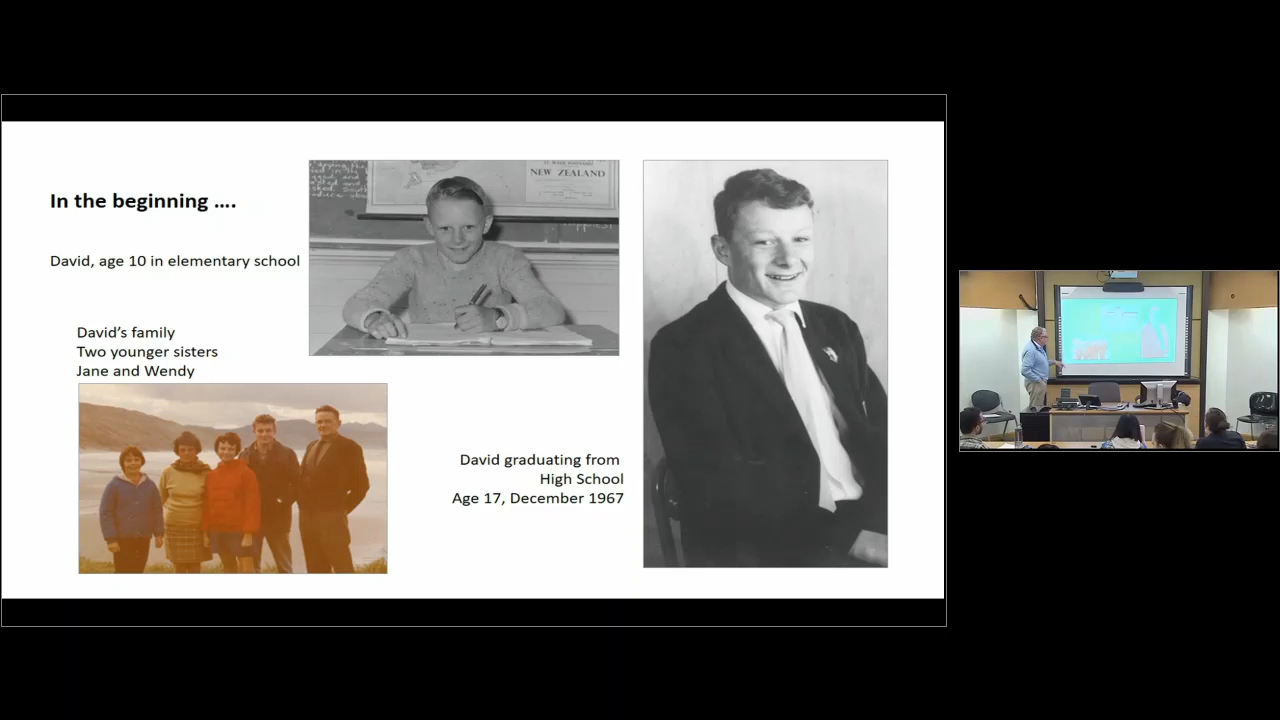 In the beginning ….
David, age 10 in elementary school
NEW ZEALAND
David's family
Two younger sisters
Jane and Wendy
David graduating from
High School
Age 17, December 1967